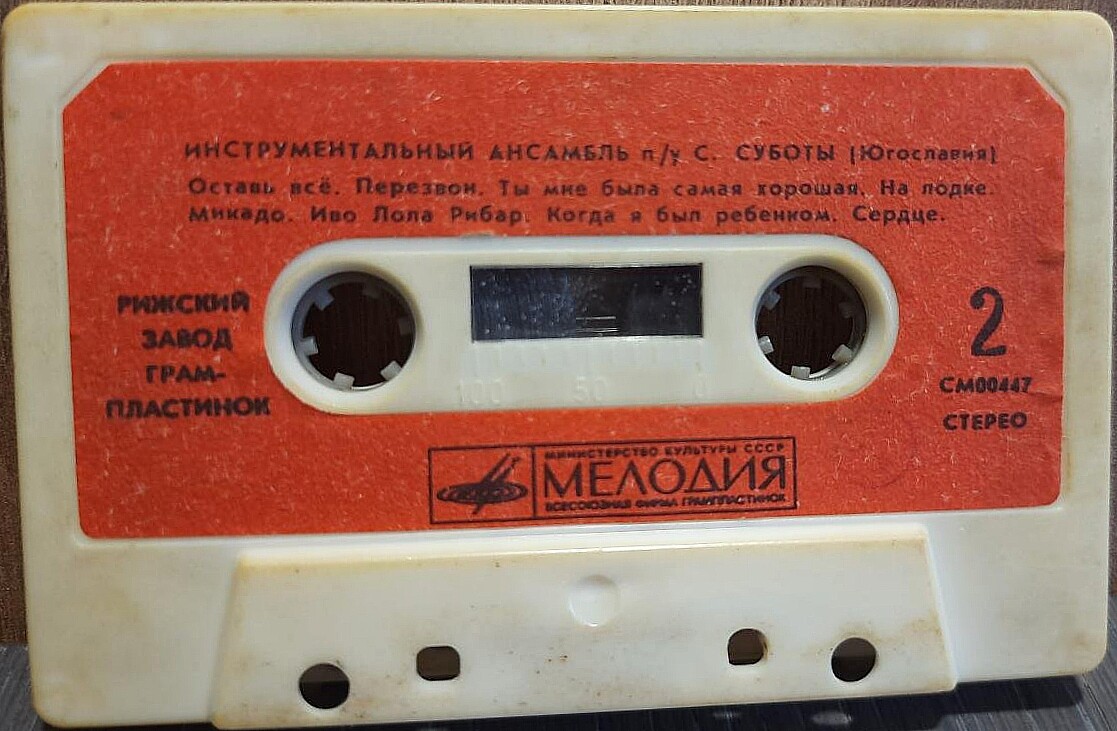 ИНСТРУМЕНТАЛЬНЫЙ АНСАМБЛЬ п/у С. СУБОТЫ (Югославия)
Оставь всё. Перезвон. Ты мне была самая хорошая. На лодке.
Микадо. Иво Лола Рибар. Когда я был ребенком. Сердце.
РИЖСКИЙ
ЗАВОД
ГРАМ-
ПЛАСТИНОК
2
СМ00447
СТЕРЕО
100 50 0
МИНИСТЕРСТВО КУЛЬТУРЫ СССР
МЕЛОДИЯ
ВСЕСОЮЗНАЯ ФИРМА ГРАМПЛАСТИНОК